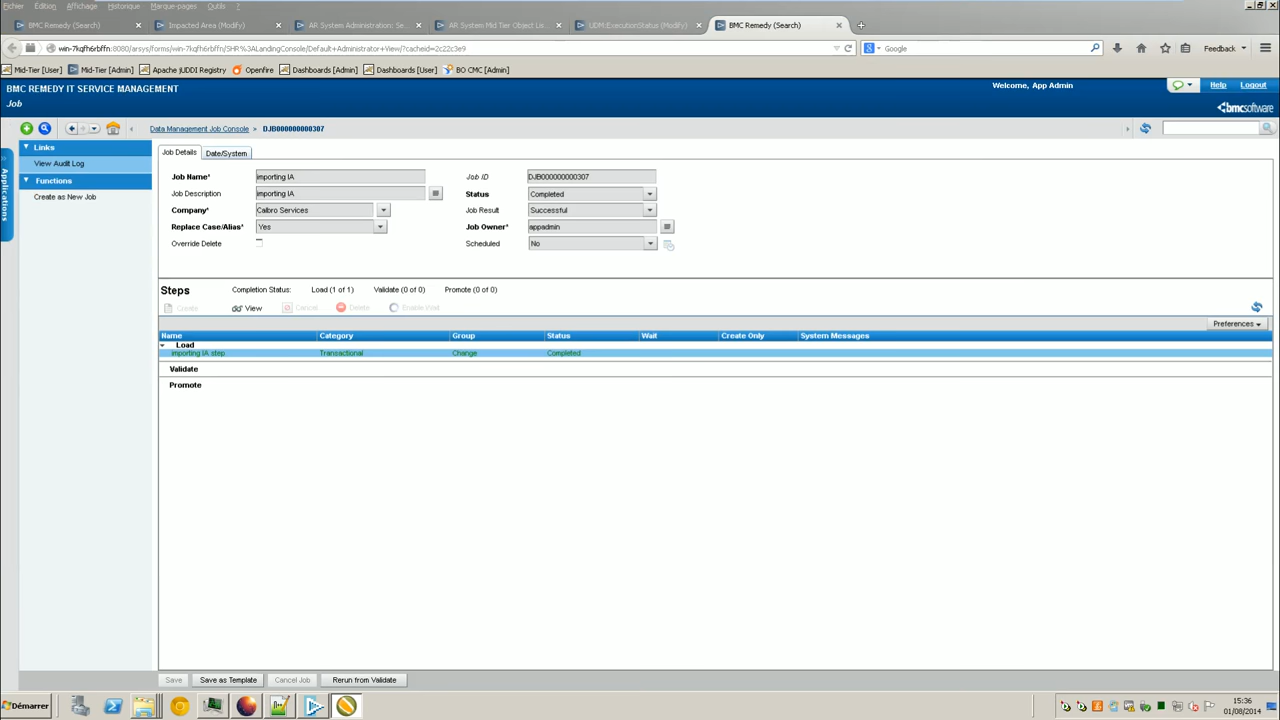 Fichier Édition Affichage Historique Marque-pages Outils ?
BMC Remedy (Search) × Impacted Area (Modify) × AR System Administration: Se... × AR System Mid Tier Object Lis... × UDM:ExecutionStatus (Modify) × BMC Remedy (Search) × +
win-7kqfh6rbffn:8080/arsys/forms/win-7kqfh6rbffn/SHR%3ALandingConsole/Default+Administrator+View/?cacheid=2c22c3e9 Google Feedback
Mid-Tier [User] Mid-Tier [Admin] Apache jUDDI Registry Openfire Dashboards [Admin] Dashboards [User] BO CMC [Admin]
BMC REMEDY IT SERVICE MANAGEMENT Welcome, App Admin Help Logout
Job bmcsoftware
Data Management Job Console > DJB000000000307
Applications
Links
View Audit Log
Functions
Create as New Job
Job Details Date/System
Job Name* importing IA Job ID DJB000000000307
Job Description importing IA Status Completed
Company* Calbro Services Job Result Successful
Replace Case/Alias* Yes Job Owner* appadmin
Override Delete Scheduled No
Steps Completion Status: Load (1 of 1) Validate (0 of 0) Promote (0 of 0)
Create View Cancel Delete Enable Wait
Preferences
Name Category Group Status Wait Create Only System Messages
Load
importing IA step Transactional Change Completed
Validate
Promote
Save Save as Template Cancel Job Rerun from Validate
Démarrer 15:36
01/08/2014